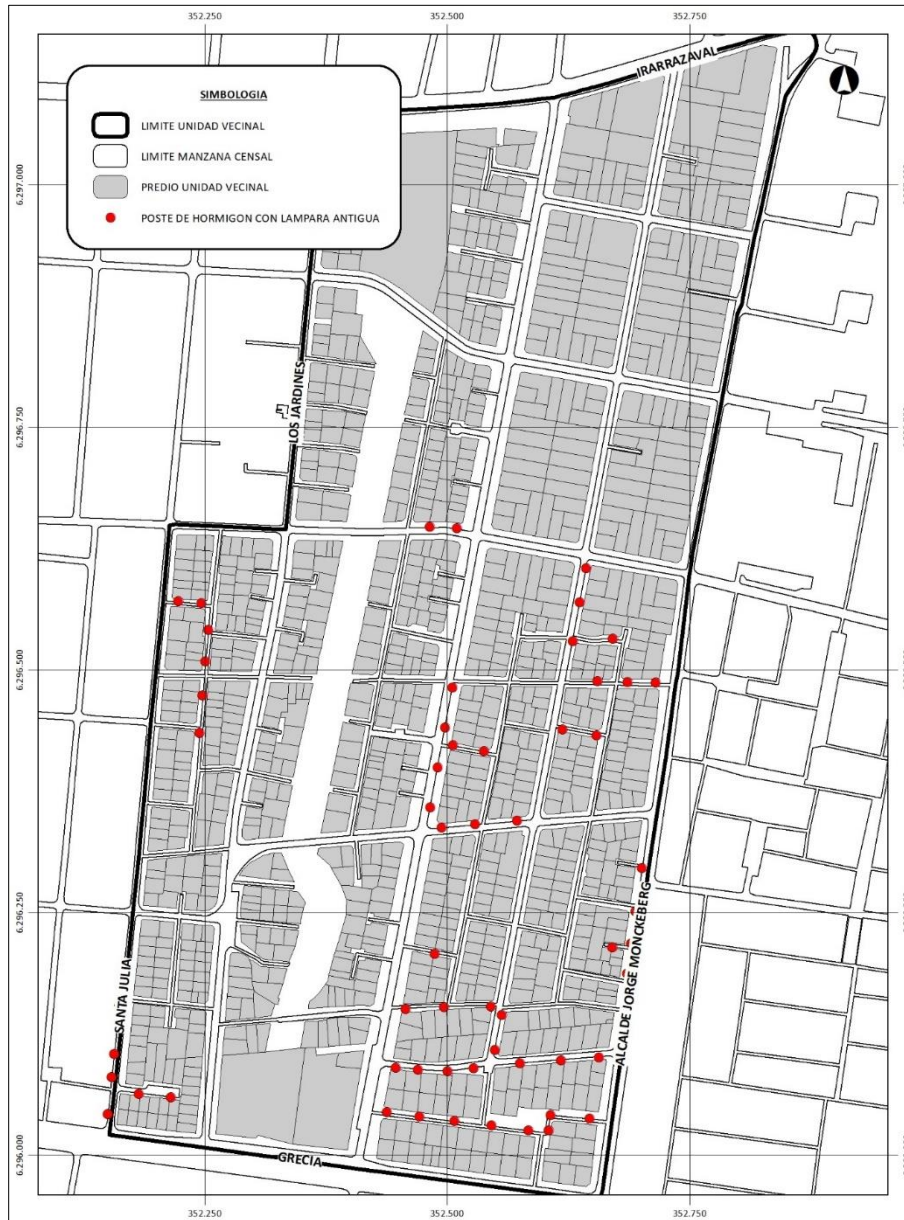 352.250 352.500 352.750
IRARRAZAVAL
SIMBOLOGIA
LIMITE UNIDAD VECINAL
LIMITE MANZANA CENSAL
PREDIO UNIDAD VECINAL
POSTE DE HORMIGON CON LAMPARA ANTIGUA
6.297.000
LOS JARDINES
6.296.750
6.296.500
6.296.250
ALCALDE JORGE MONCKEBERG
SANTA JULIA
6.296.000
GRECIA
352.250 352.500 352.750